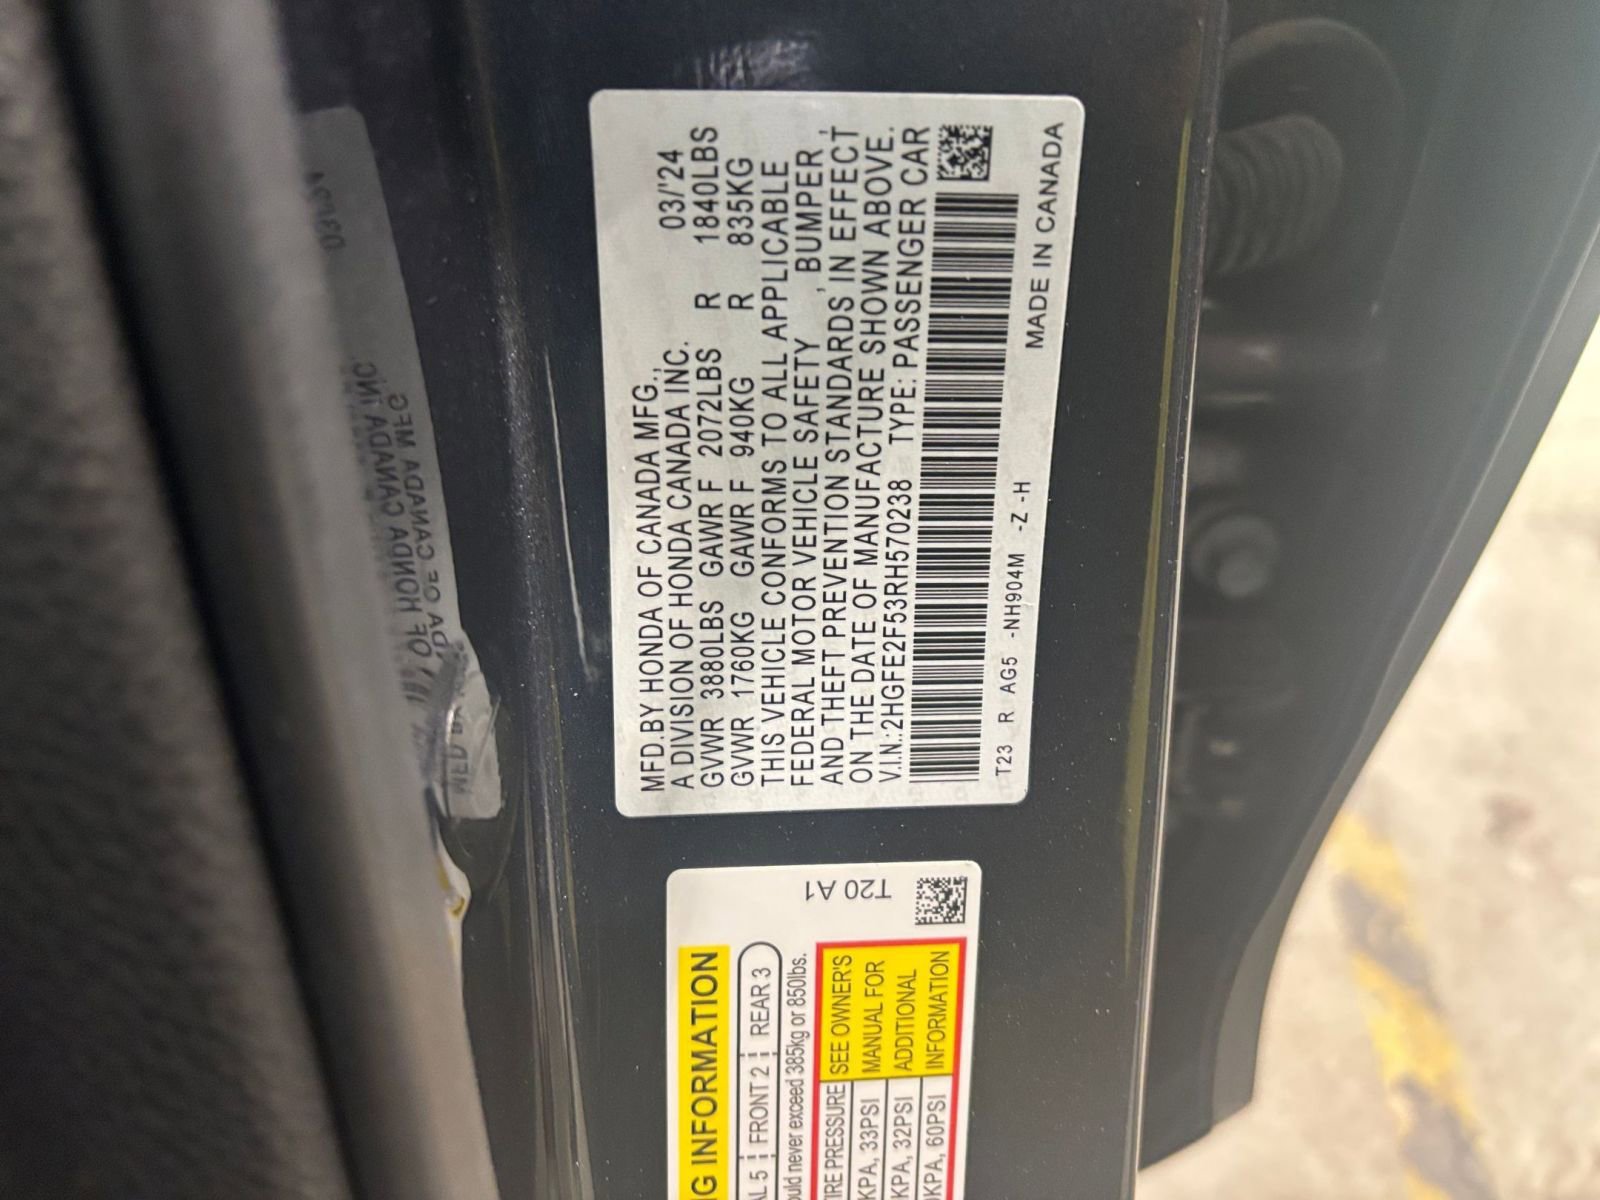 MFD.BY HONDA OF CANADA MFG.,
A DIVISION OF HONDA CANADA INC. 03/'24
GVWR 3880LBS GAWR F 2072LBS R 1840LBS
GVWR 1760KG GAWR F 940KG R 835KG
THIS VEHICLE CONFORMS TO ALL APPLICABLE
FEDERAL MOTOR VEHICLE SAFETY , BUMPER ,
AND THEFT PREVENTION STANDARDS IN EFFECT
ON THE DATE OF MANUFACTURE SHOWN ABOVE.
V.I.N.:2HGFE2F53RH570238 TYPE: PASSENGER CAR
T23 R AG5 -NH904M -Z -H
MADE IN CANADA
T20 A1
INFORMATION
5 FRONT 2 REAR 3
never exceed 385kg or 850lbs.
PRESSURE
KPA, 33PSI
KPA, 32PSI
KPA, 60PSI
SEE OWNER'S
MANUAL FOR
ADDITIONAL
INFORMATION